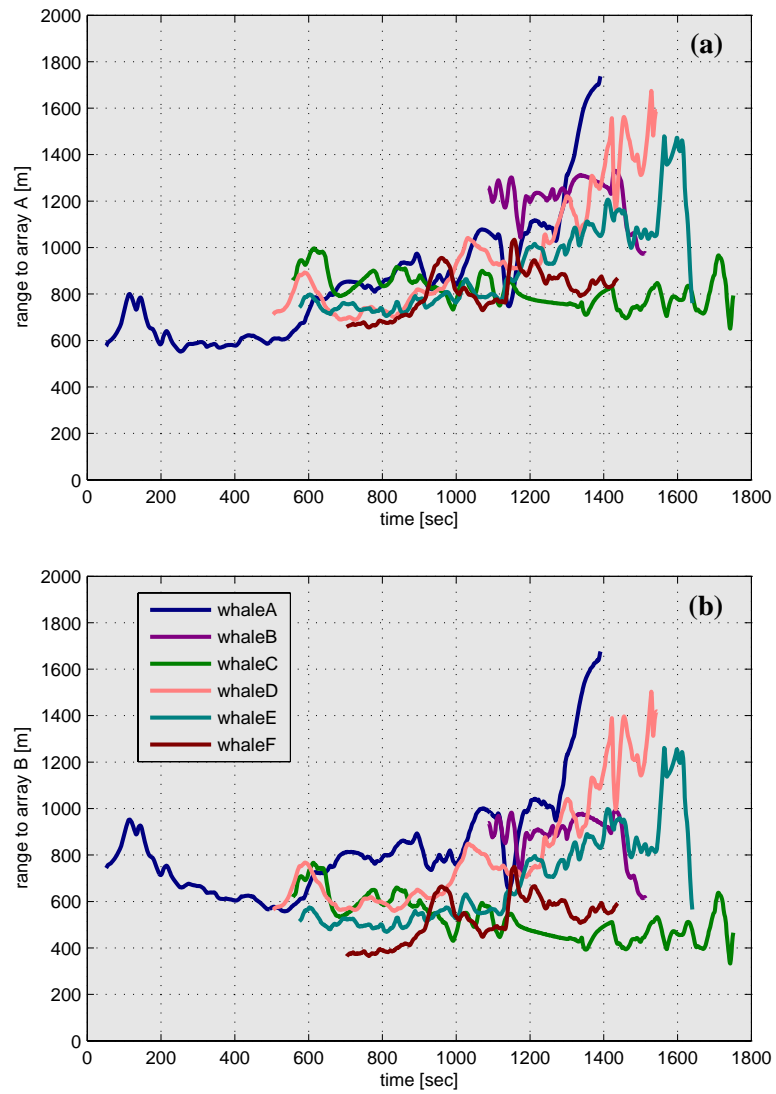 (a)
range to array A [m]
2000
1800
1600
1400
1200
1000
800
600
400
200
0
0 200 400 600 800 1000 1200 1400 1600 1800
time [sec]
(b)
range to array B [m]
2000
1800
1600
1400
1200
1000
800
600
400
200
0
whaleA
whaleB
whaleC
whaleD
whaleE
whaleF
0 200 400 600 800 1000 1200 1400 1600 1800
time [sec]